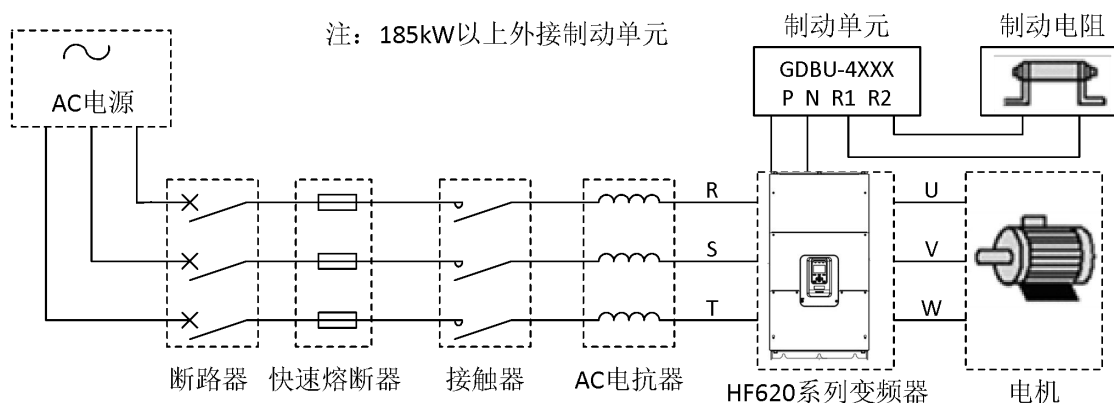 注：185kW以上外接制动单元
制动单元
制动电阻
GDBU-4XXX
P N R1 R2
AC电源
R
S
T
U
V
W
断路器
快速熔断器
接触器
AC电抗器
HF620系列变频器
电机